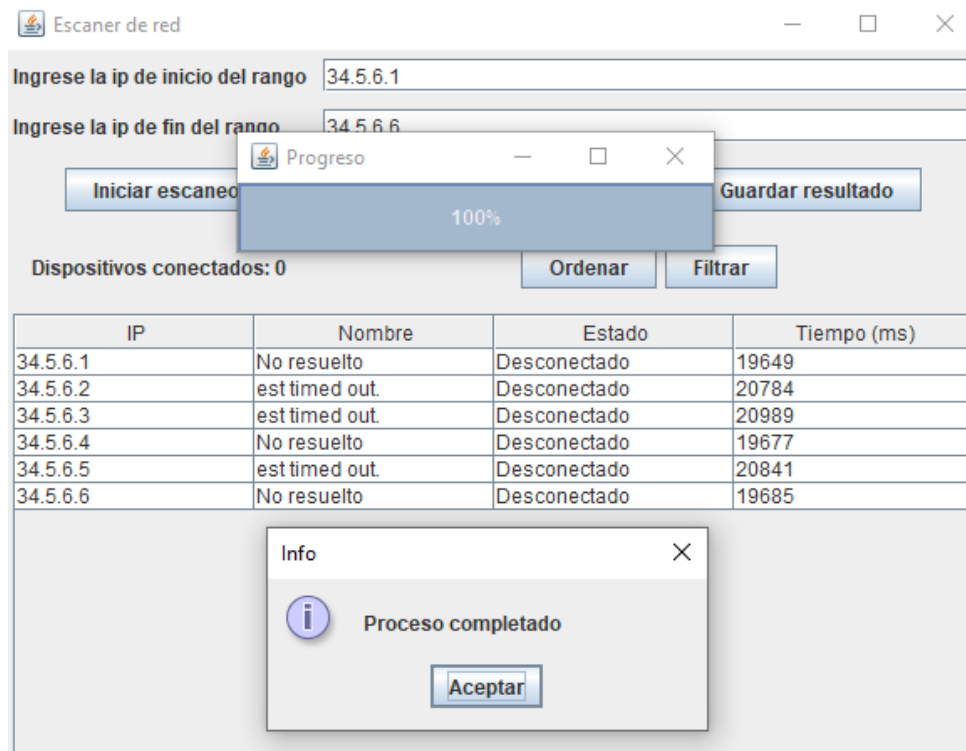 Escaner de red
Ingrese la ip de inicio del rango 34.5.6.1
Ingrese la ip de fin del rango 34.5.6.6
Progreso
Iniciar escaneo 100% Guardar resultado
Dispositivos conectados: 0 Ordenar Filtrar
IP Nombre Estado Tiempo (ms)
34.5.6.1 No resuelto Desconectado 19649
34.5.6.2 est timed out. Desconectado 20784
34.5.6.3 est timed out. Desconectado 20989
34.5.6.4 No resuelto Desconectado 19677
34.5.6.5 est timed out. Desconectado 20841
34.5.6.6 No resuelto Desconectado 19685
Info
Proceso completado
Aceptar